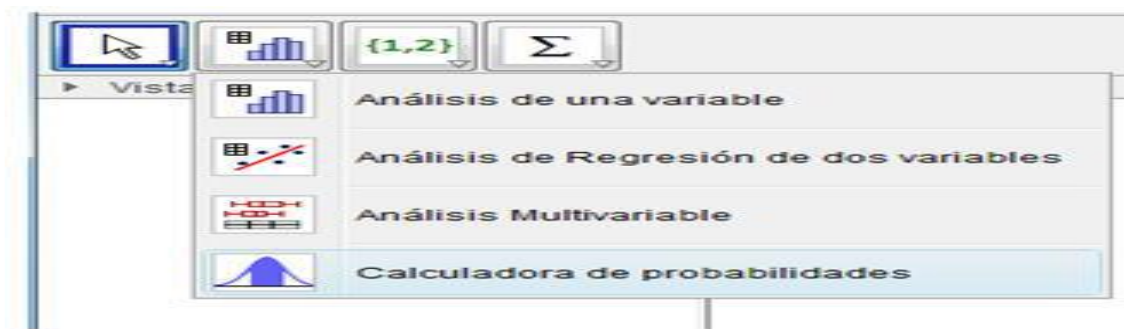 {1,2} Σ
Vista
Análisis de una variable
Análisis de Regresión de dos variables
Análisis Multivariable
Calculadora de probabilidades